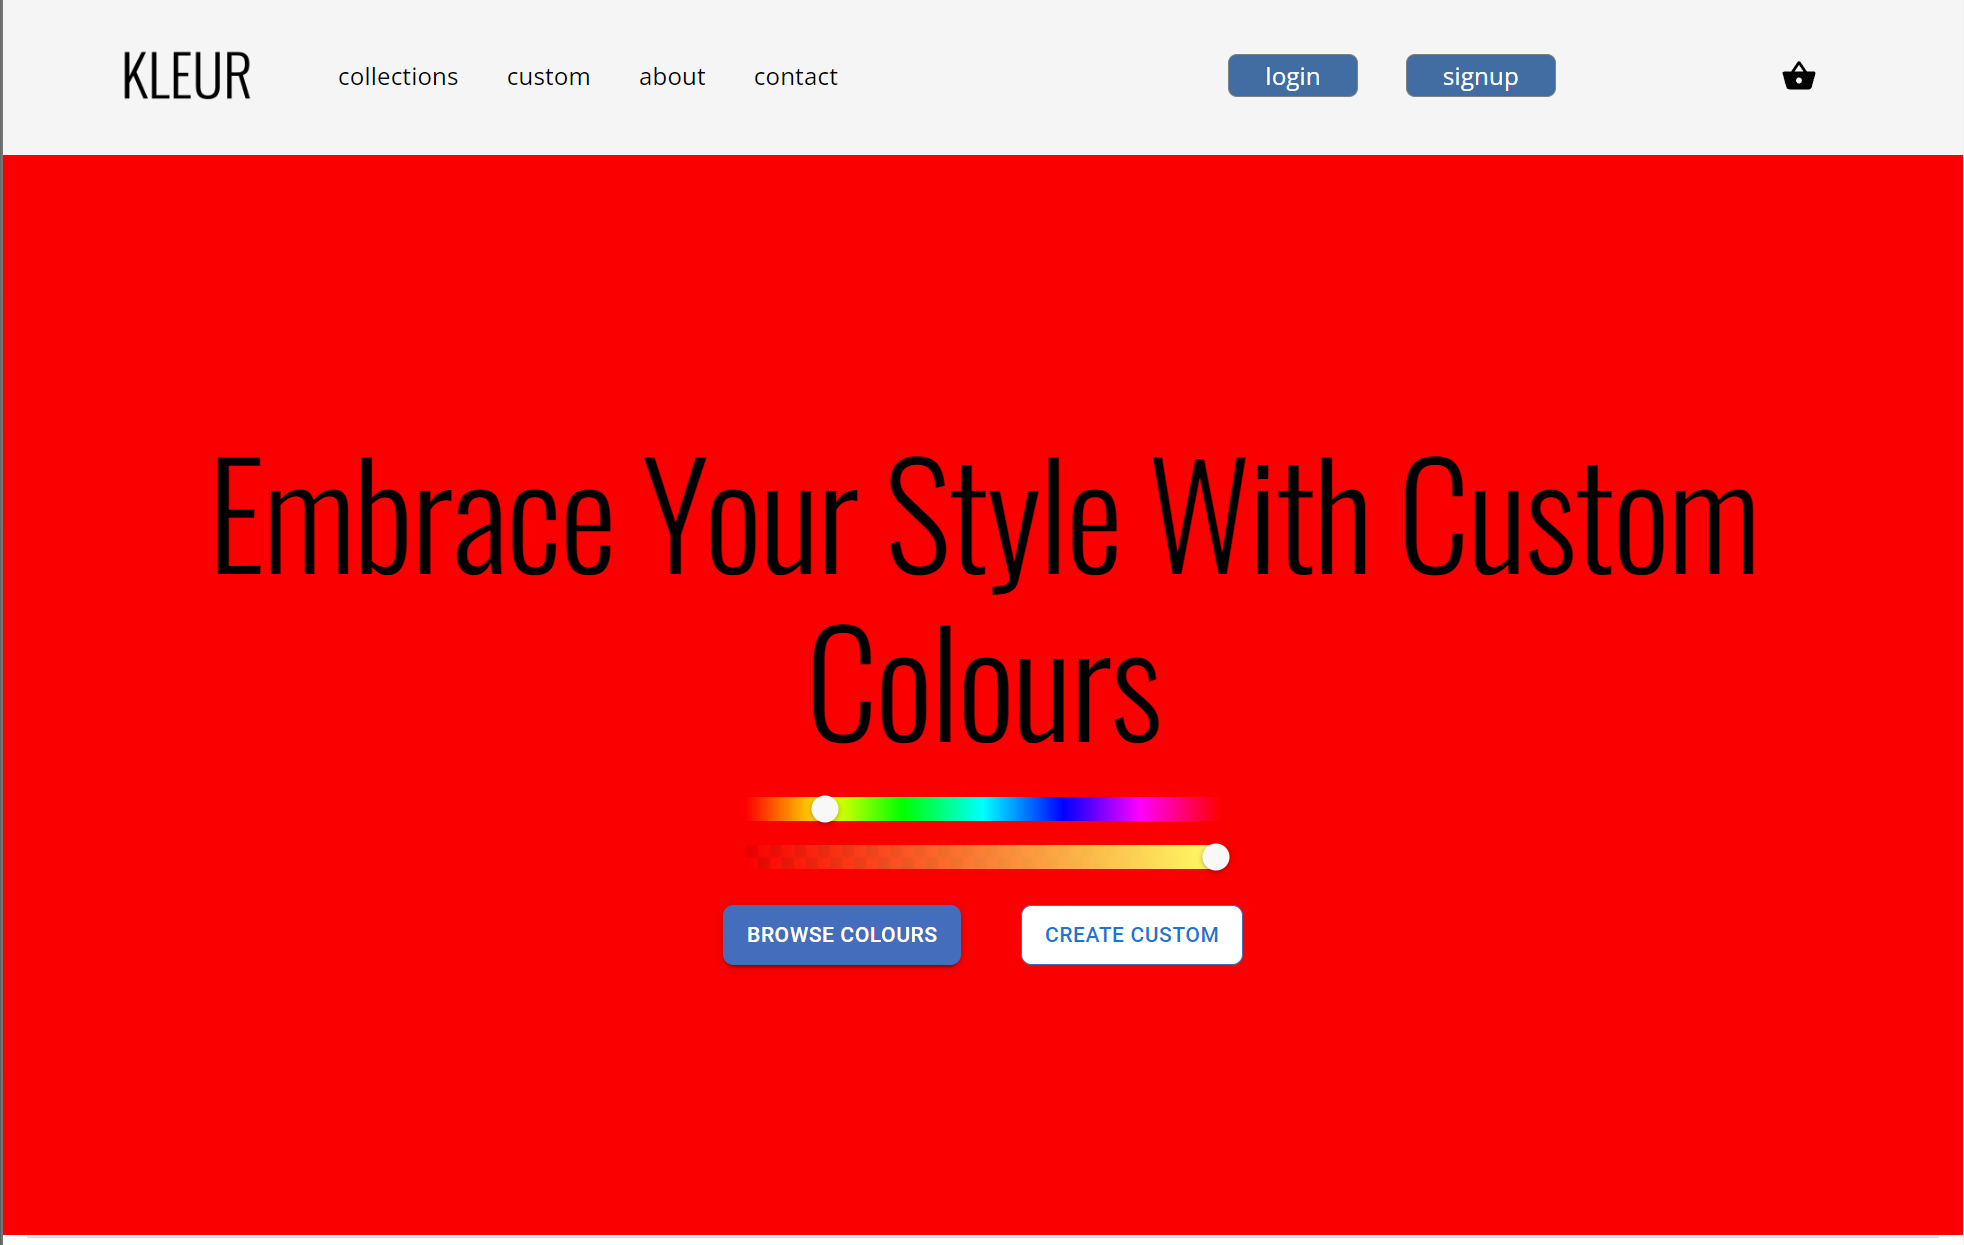 KLEUR collections custom about contact login signup
Embrace Your Style With Custom
Colours
BROWSE COLOURS CREATE CUSTOM